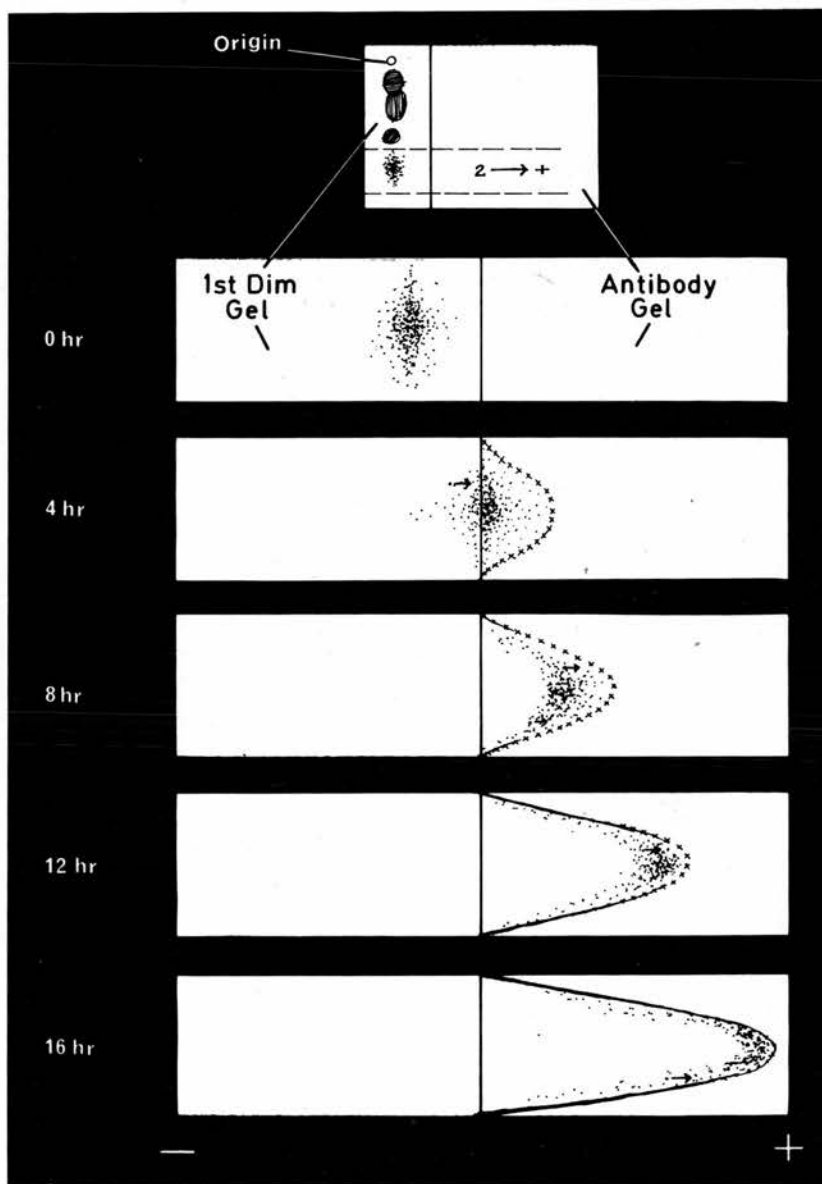 Origin
2 ⟶ +
1st Dim
Gel
Antibody
Gel
0 hr
4 hr
8 hr
12 hr
16 hr
— +